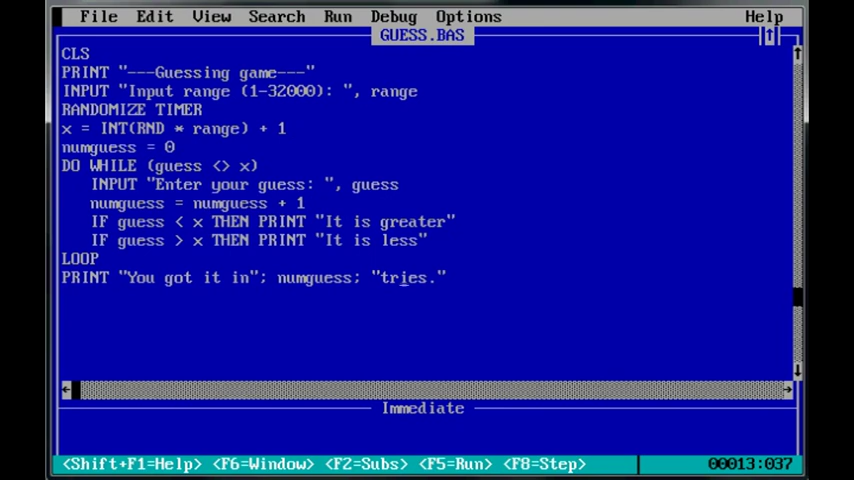 File Edit View Search Run Debug Options Help
GUESS.BAS
CLS
PRINT "---Guessing game---"
INPUT "Input range (1-32000): ", range
RANDOMIZE TIMER
x = INT(RND * range) + 1
numguess = 0
DO WHILE (guess <> x)
   INPUT "Enter your guess: ", guess
   numguess = numguess + 1
   IF guess < x THEN PRINT "It is greater"
   IF guess > x THEN PRINT "It is less"
LOOP
PRINT "You got it in"; numguess; "tries."
Immediate
<Shift+F1=Help> <F6=Window> <F2=Subs> <F5=Run> <F8=Step> 00013:037